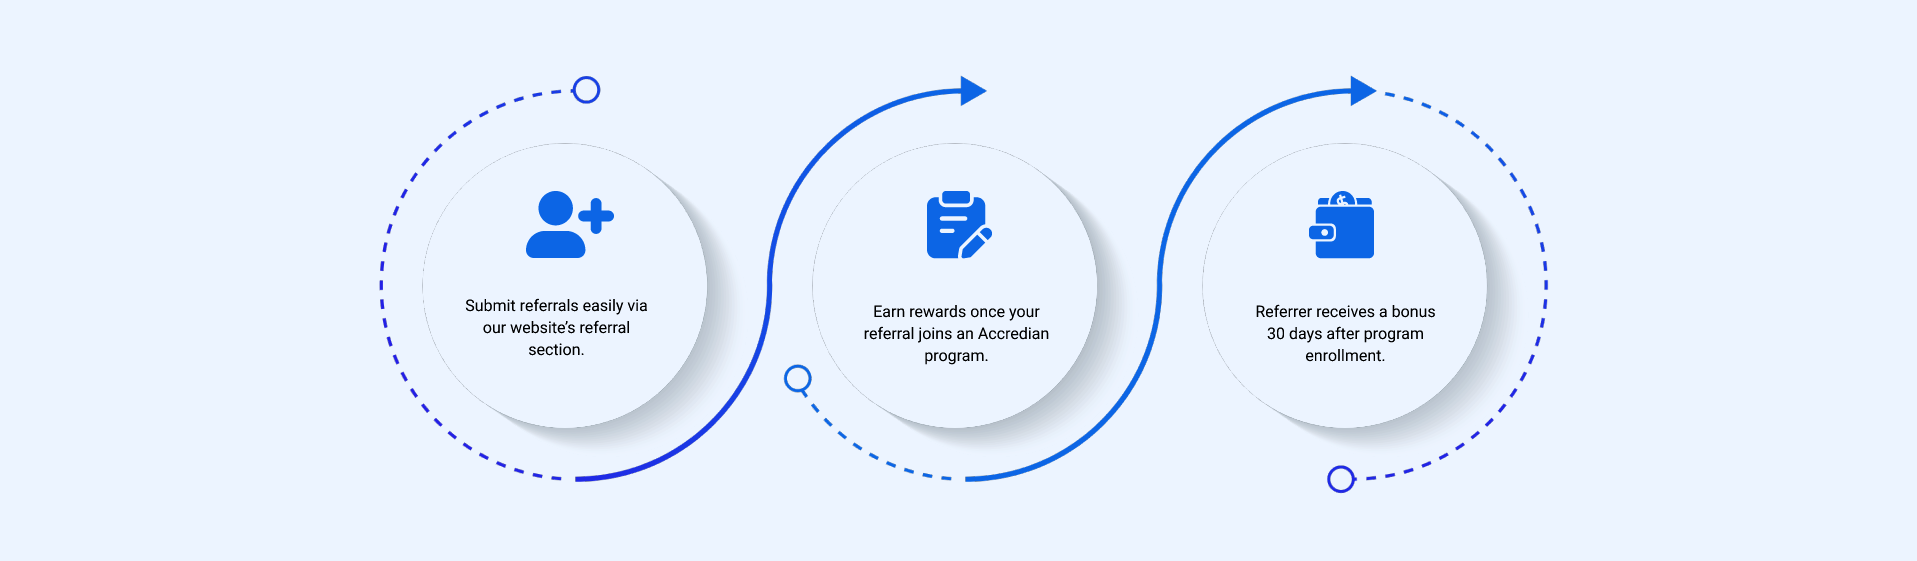 Submit referrals easily via
our website’s referral
section.
Earn rewards once your
referral joins an Accredian
program.
Referrer receives a bonus
30 days after program
enrollment.